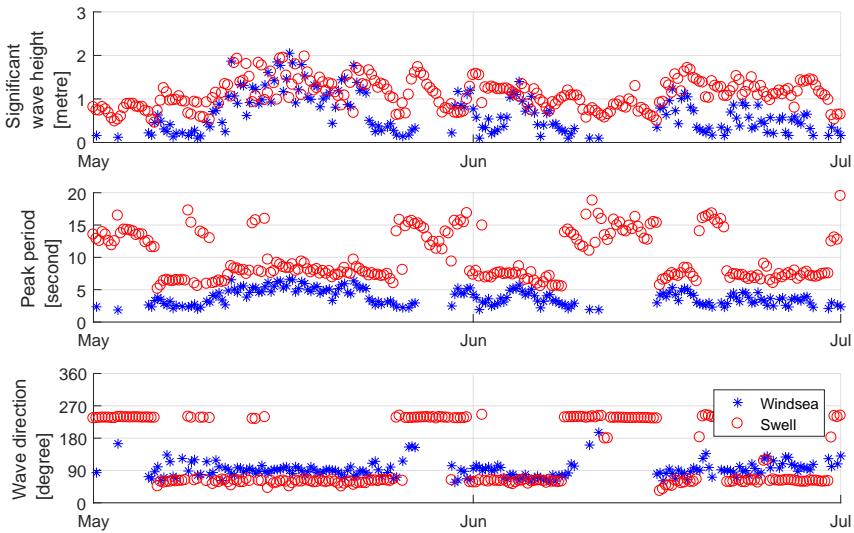 Significant
wave height
[metre]
3
2
1
0
May
Jun
Jul
Peak period
[second]
20
15
10
5
0
May
Jun
Jul
Wave direction
[degrree]
360
270
180
90
0
Windsea
Swell
May
Jun
Jul